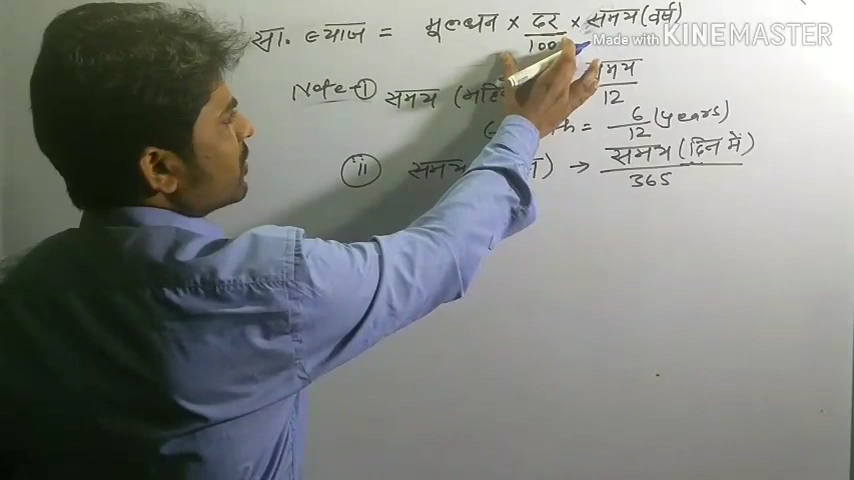 सा. ब्याज = मूलधन × दर/100 × समय (वर्ष)
Made with KINEMASTER
Note-① समय समय/12
= 6/12 (years)
ⅱ समय → समय (दिन में)/365